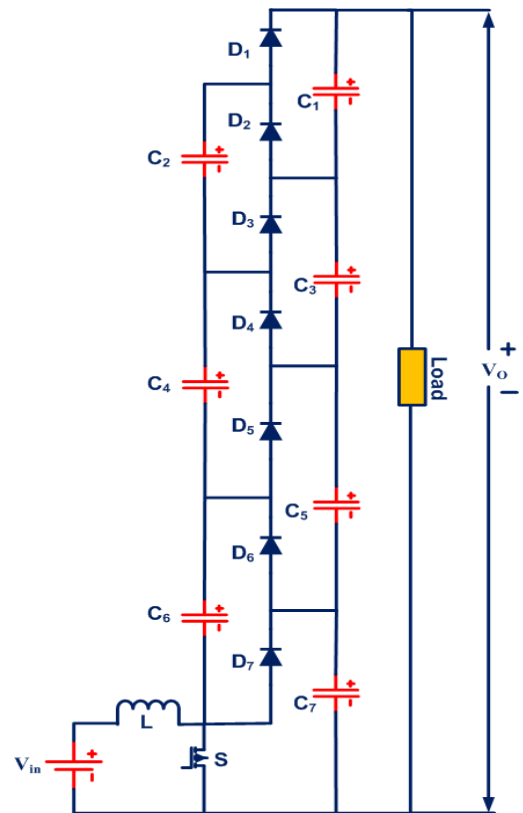 D₁
C₁
D₂
C₂
D₃
C₃
D₄
C₄
D₅
C₅
D₆
C₆
D₇
C₇
L
S
Vin
Load
+
Vo
−